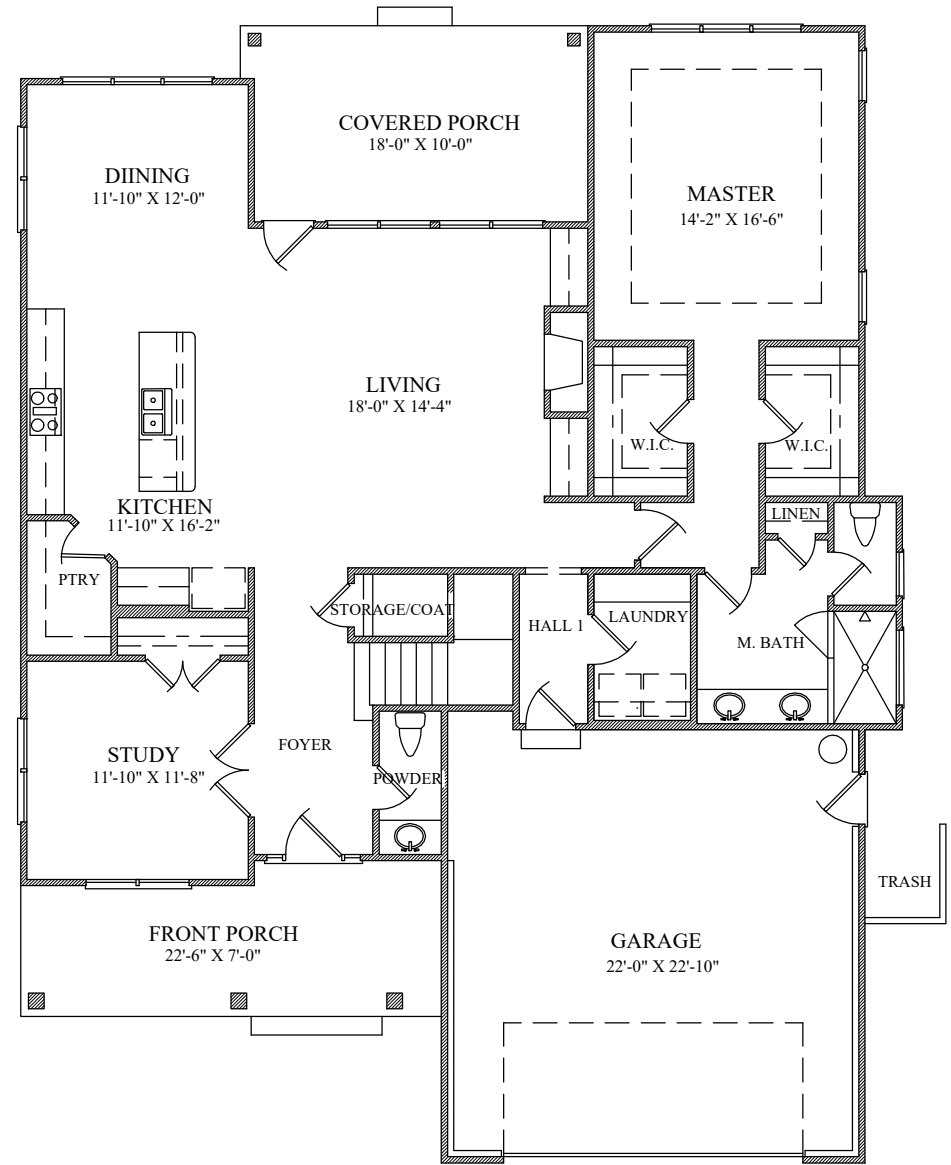 COVERED PORCH
18'-0" X 10'-0"
DIINING
11'-10" X 12'-0"
MASTER
14'-2" X 16'-6"
LIVING
18'-0" X 14'-4"
W.I.C.
W.I.C.
KITCHEN
11'-10" X 16'-2"
LINEN
PTRY
STORAGE/COAT
HALL 1
LAUNDRY
M. BATH
STUDY
11'-10" X 11'-8"
FOYER
POWDER
TRASH
FRONT PORCH
22'-6" X 7'-0"
GARAGE
22'-0" X 22'-10"